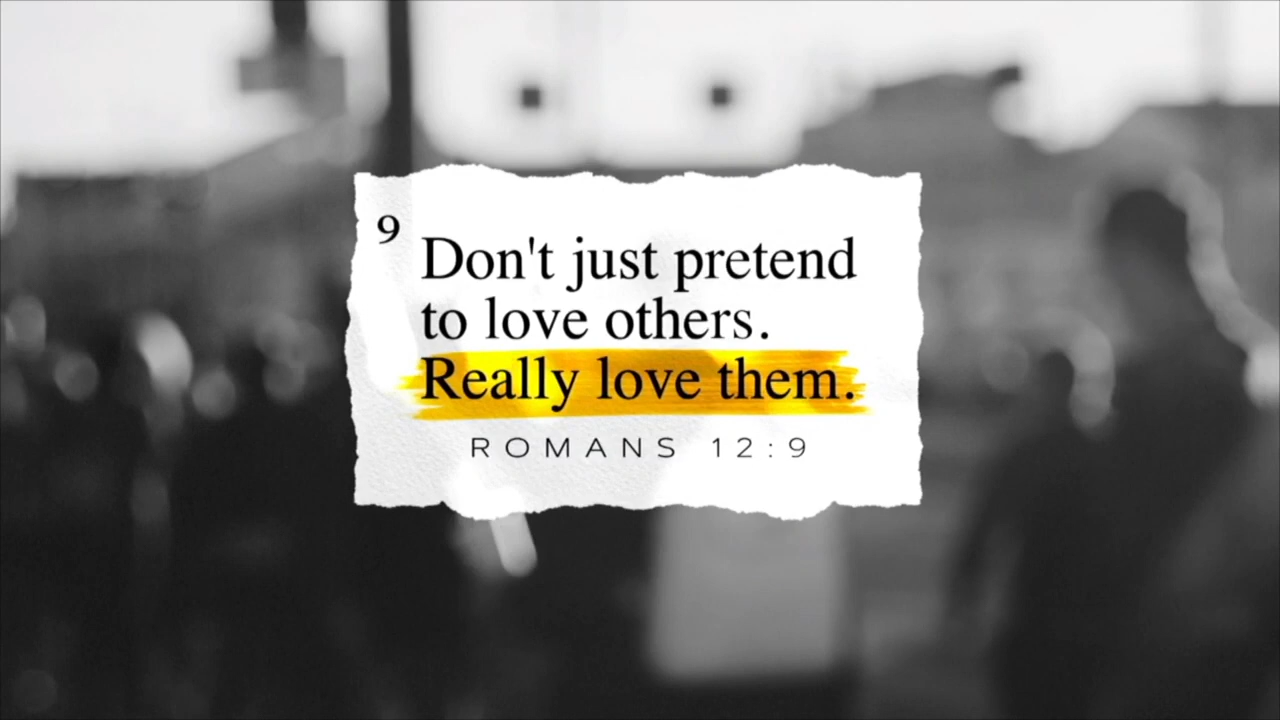 9
Don't just pretend
to love others.
Really love them.
ROMANS 12:9